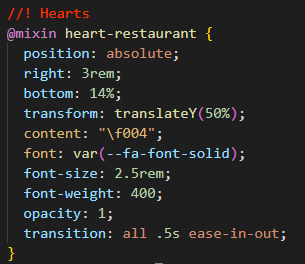 //! Hearts
@mixin heart-restaurant {
position: absolute;
right: 3rem;
bottom: 14%;
transform: translateY(50%);
content: "\f004";
font: var(--fa-font-solid);
font-size: 2.5rem;
font-weight: 400;
opacity: 1;
transition: all .5s ease-in-out;
}